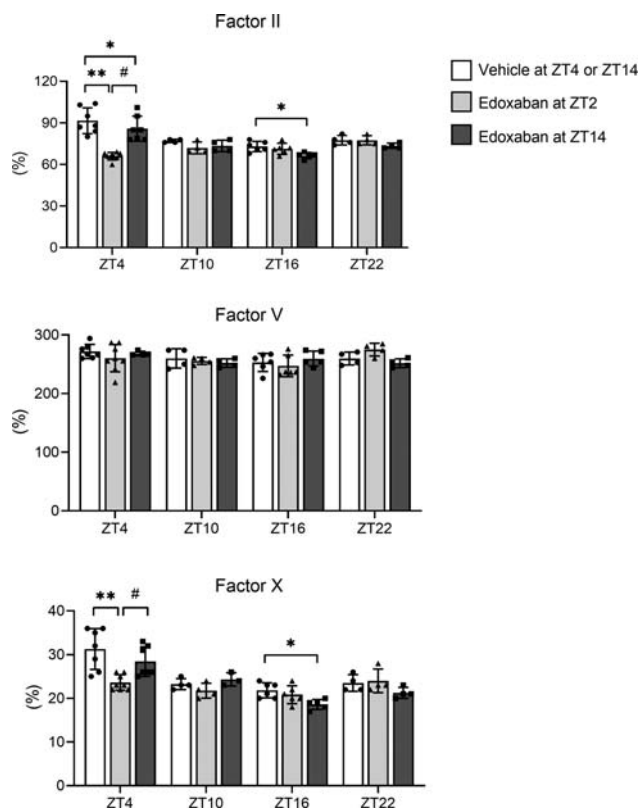 Factor II
Vehicle at ZT4 or ZT14
Edoxaban at ZT2
Edoxaban at ZT14
(%)
120
90
60
30
0
*
** #
*
ZT4 ZT10 ZT16 ZT22
Factor V
(%)
300
200
100
0
ZT4 ZT10 ZT16 ZT22
Factor X
(%)
40
30
20
10
0
** #
*
ZT4 ZT10 ZT16 ZT22